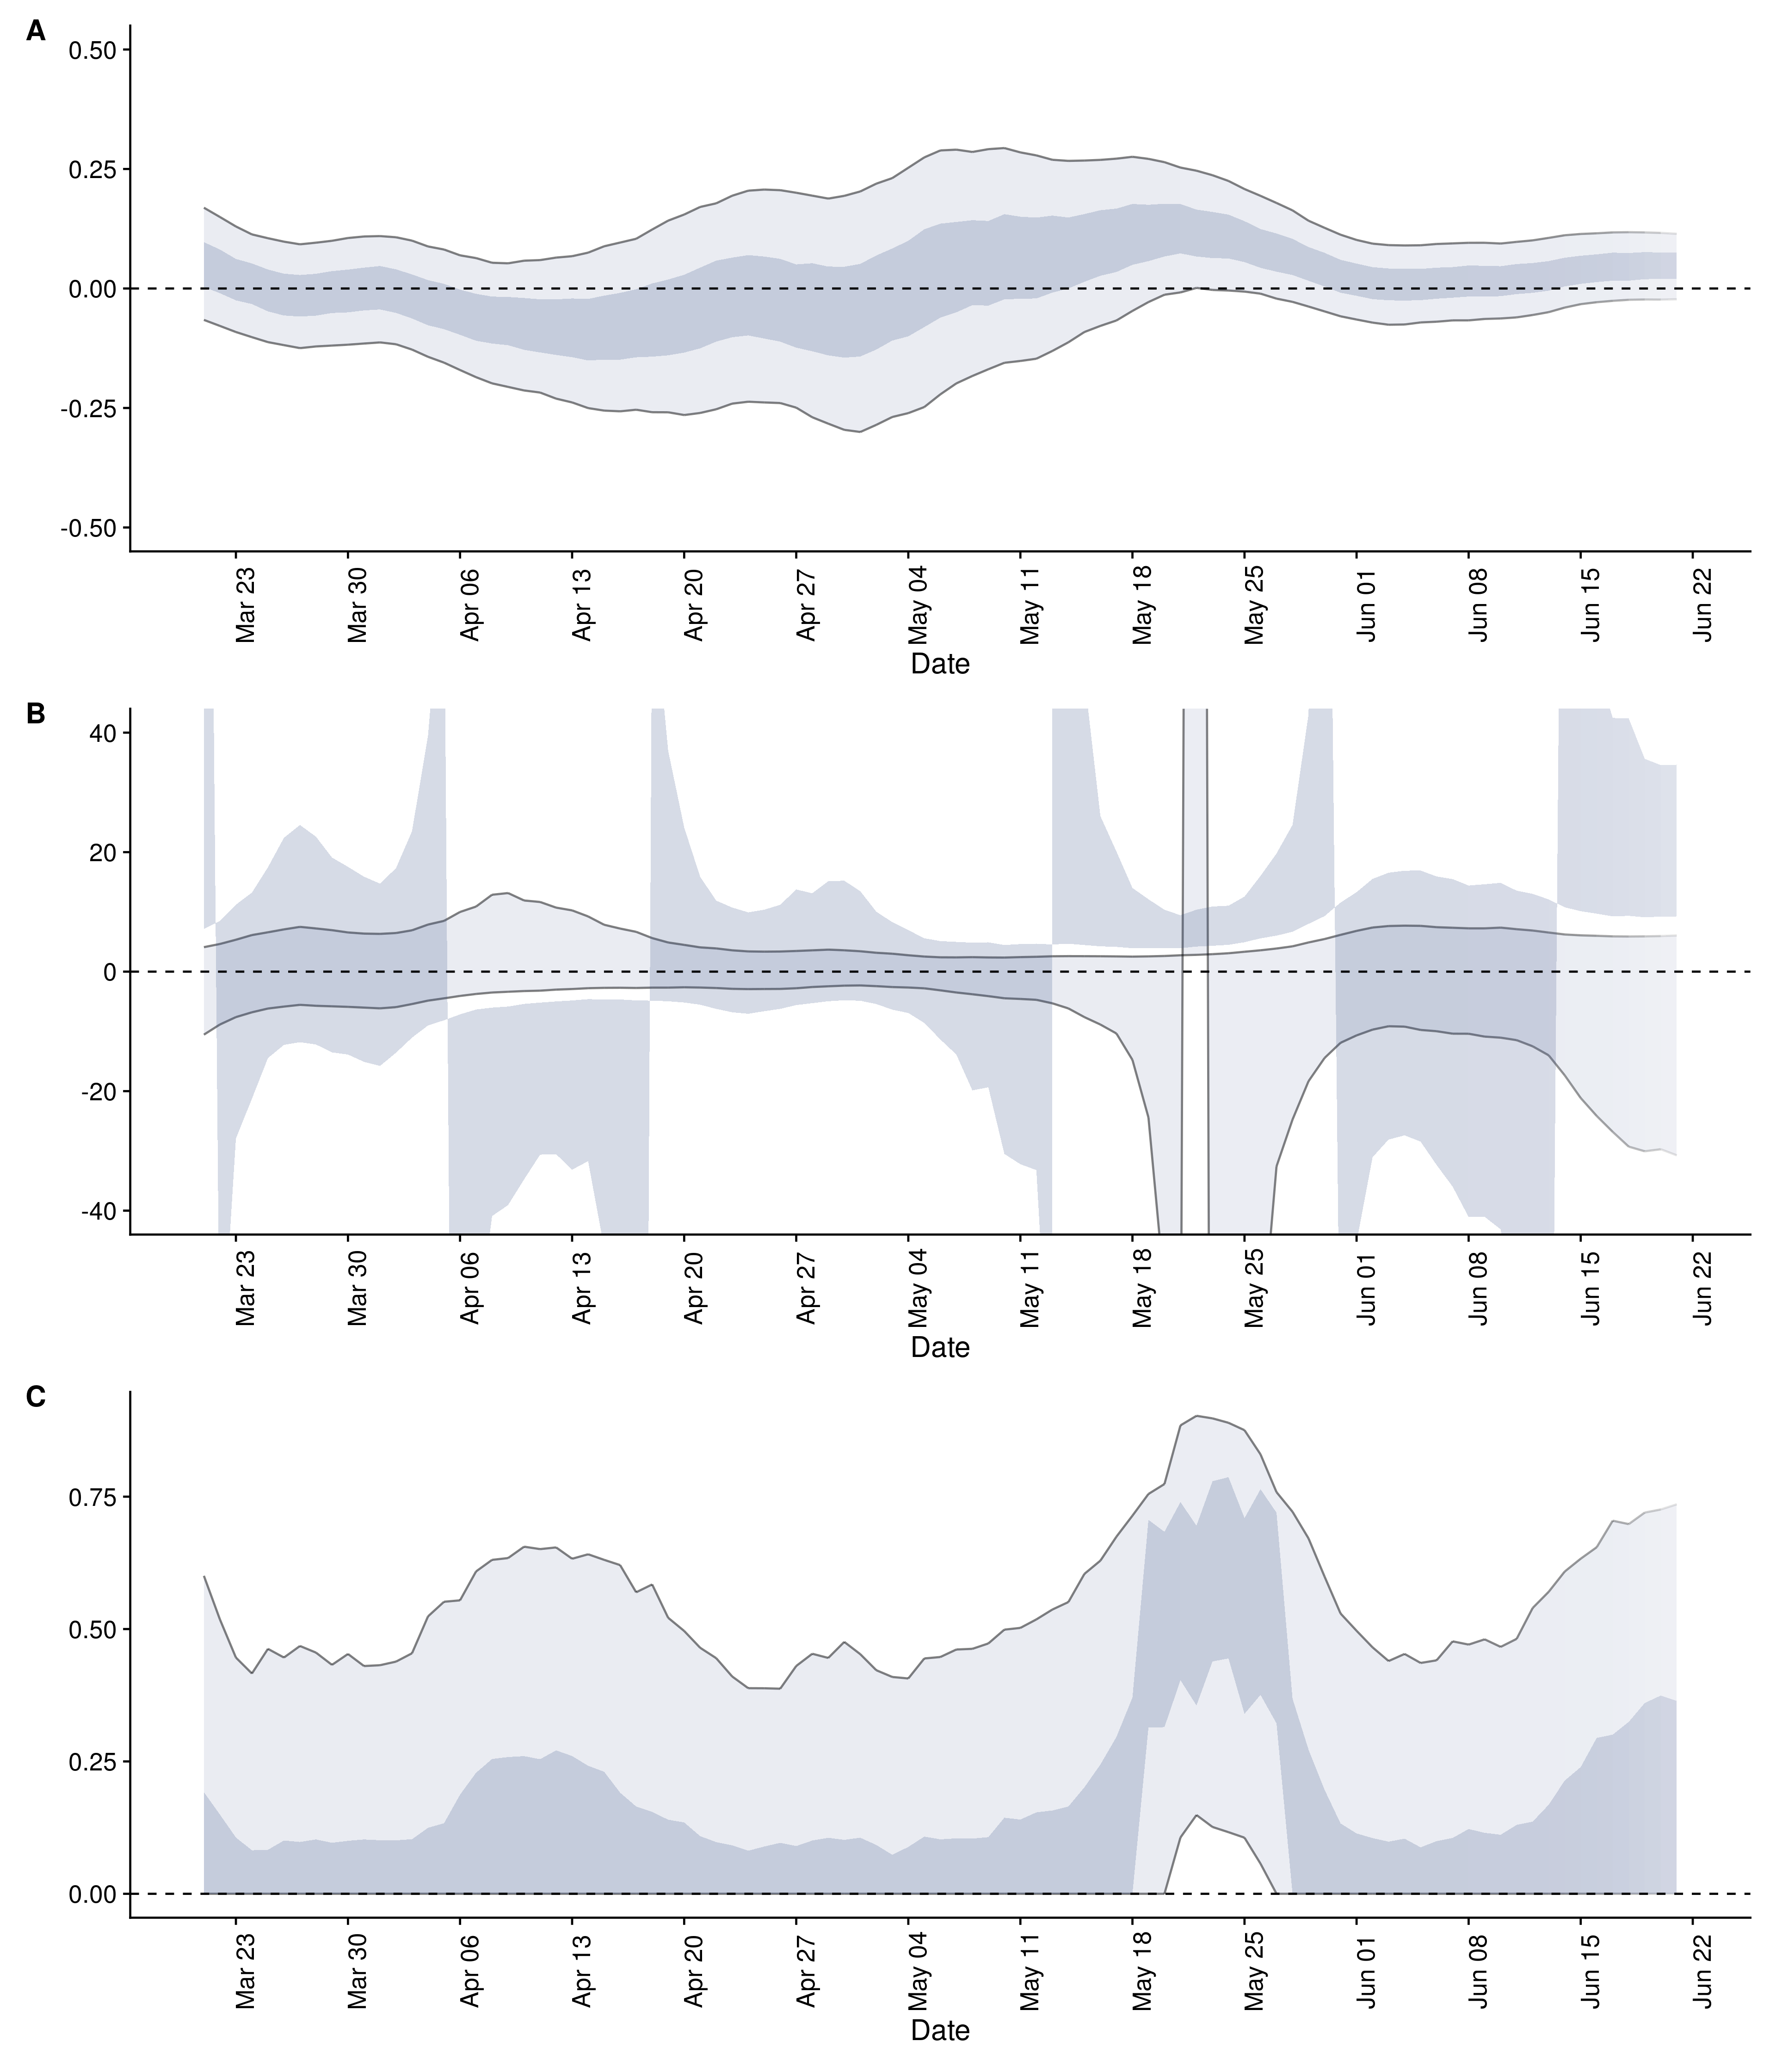 A
0.50
0.25
0.00
-0.25
-0.50
Mar 23
Mar 30
Apr 06
Apr 13
Apr 20
Apr 27
May 04
May 11
May 18
May 25
Jun 01
Jun 08
Jun 15
Jun 22
Date
B
40
20
0
-20
-40
Mar 23
Mar 30
Apr 06
Apr 13
Apr 20
Apr 27
May 04
May 11
May 18
May 25
Jun 01
Jun 08
Jun 15
Jun 22
Date
C
0.75
0.50
0.25
0.00
Mar 23
Mar 30
Apr 06
Apr 13
Apr 20
Apr 27
May 04
May 11
May 18
May 25
Jun 01
Jun 08
Jun 15
Jun 22
Date